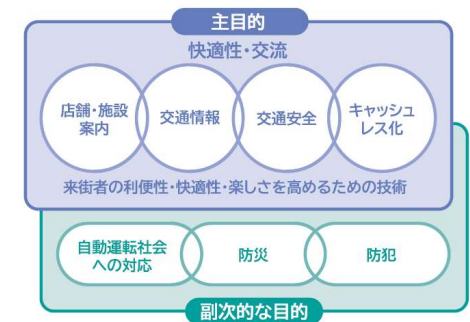 主目的
快適性・交流
店舗・施設
案内
交通情報
交通安全
キャッシュ
レス化
来街者の利便性・快適性・楽しさを高めるための技術
自動運転社会
への対応
防災
防犯
副次的な目的